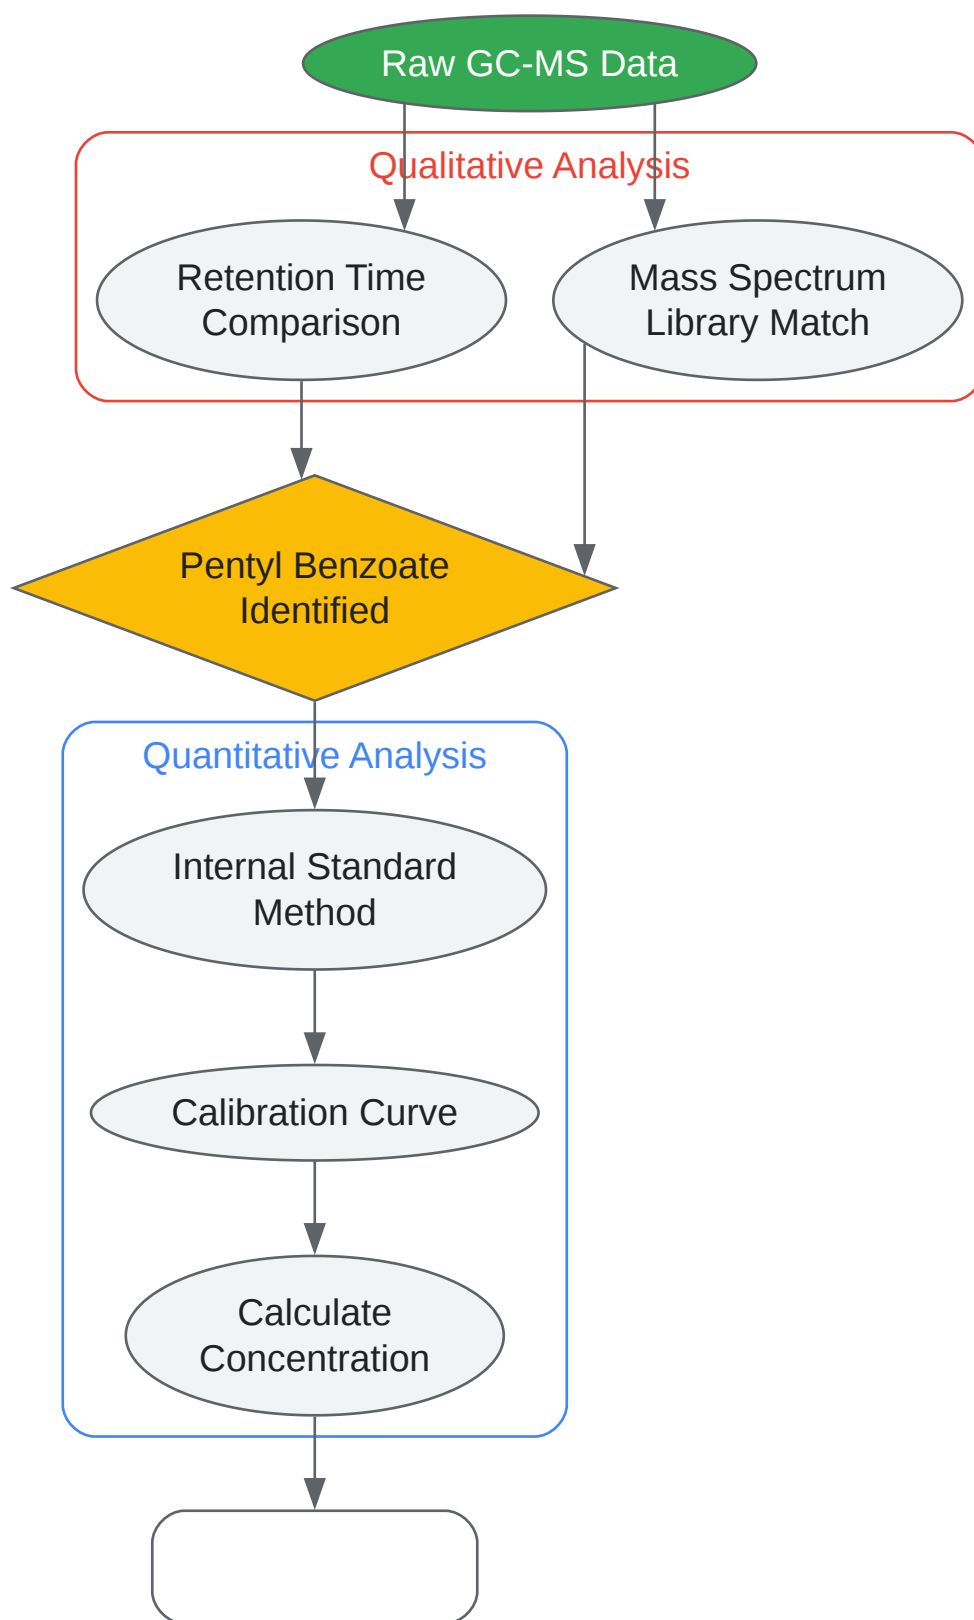 Raw GC-MS Data
Qualitative Analysis
Retention Time
Comparison
Mass Spectrum
Library Match
Pentyl Benzoate
Identified
Quantitative Analysis
Internal Standard
Method
Calibration Curve
Calculate
Concentration